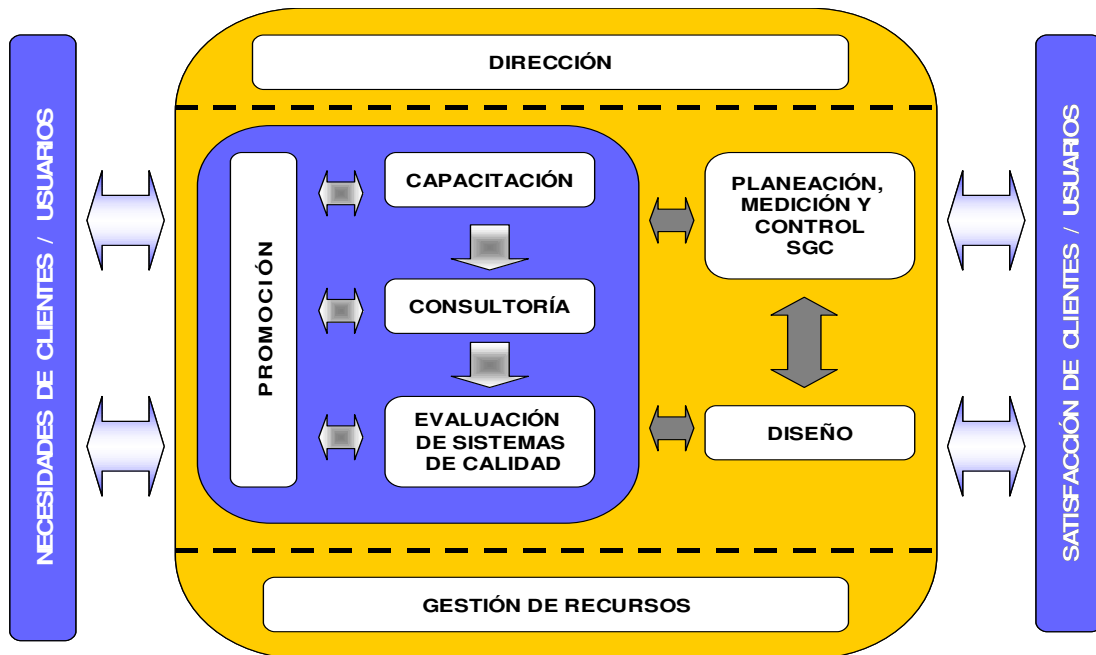 DIRECCIÓN
NECESIDADES DE CLIENTES / USUARIOS
PROMOCIÓN
CAPACITACIÓN
CONSULTORÍA
EVALUACIÓN
DE SISTEMAS
DE CALIDAD
PLANEACIÓN,
MEDICIÓN Y
CONTROL
SGC
DISEÑO
SATISFACCIÓN DE CLIENTES / USUARIOS
GESTIÓN DE RECURSOS